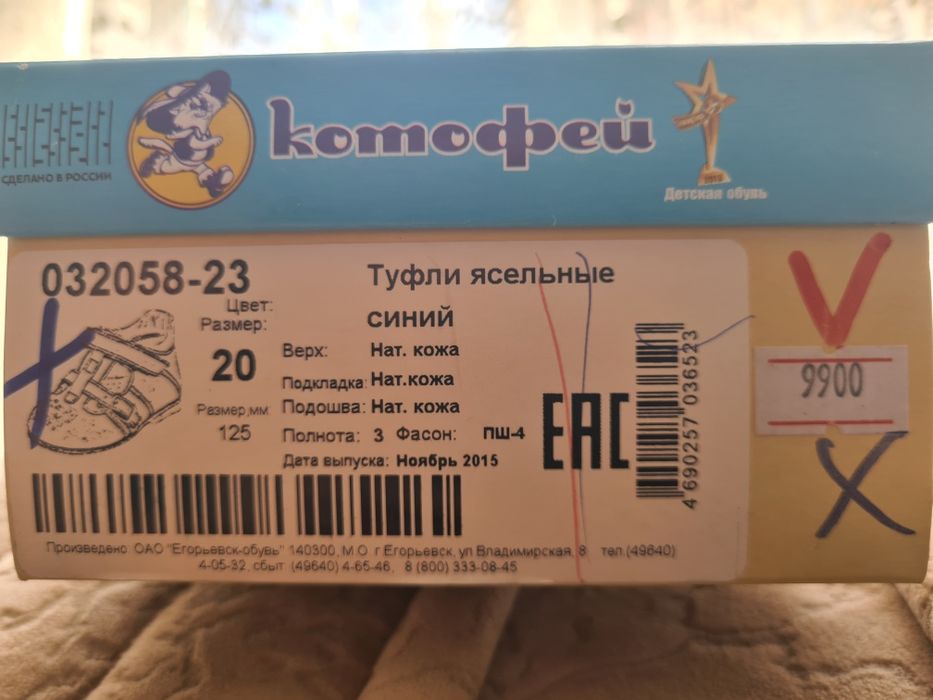 СДЕЛАНО В РОССИИ
котофей
2015
Детская обувь
032058-23
Туфли ясельные
Цвет:
синий
Размер:
20
Верх: Нат. кожа
Подкладка: Нат.кожа
Размер,мм
125
Подошва: Нат. кожа
Полнота: 3 Фасон: ПШ-4
Дата выпуска: Ноябрь 2015
ЕАС
4 690257 036523
9900
Произведено: ОАО "Егорьевск-обувь" 140300, М.О. г.Егорьевск, ул Владимирская, 8 тел.(49640)
4-05-32, сбыт (49640) 4-65-46, 8 (800) 333-08-45